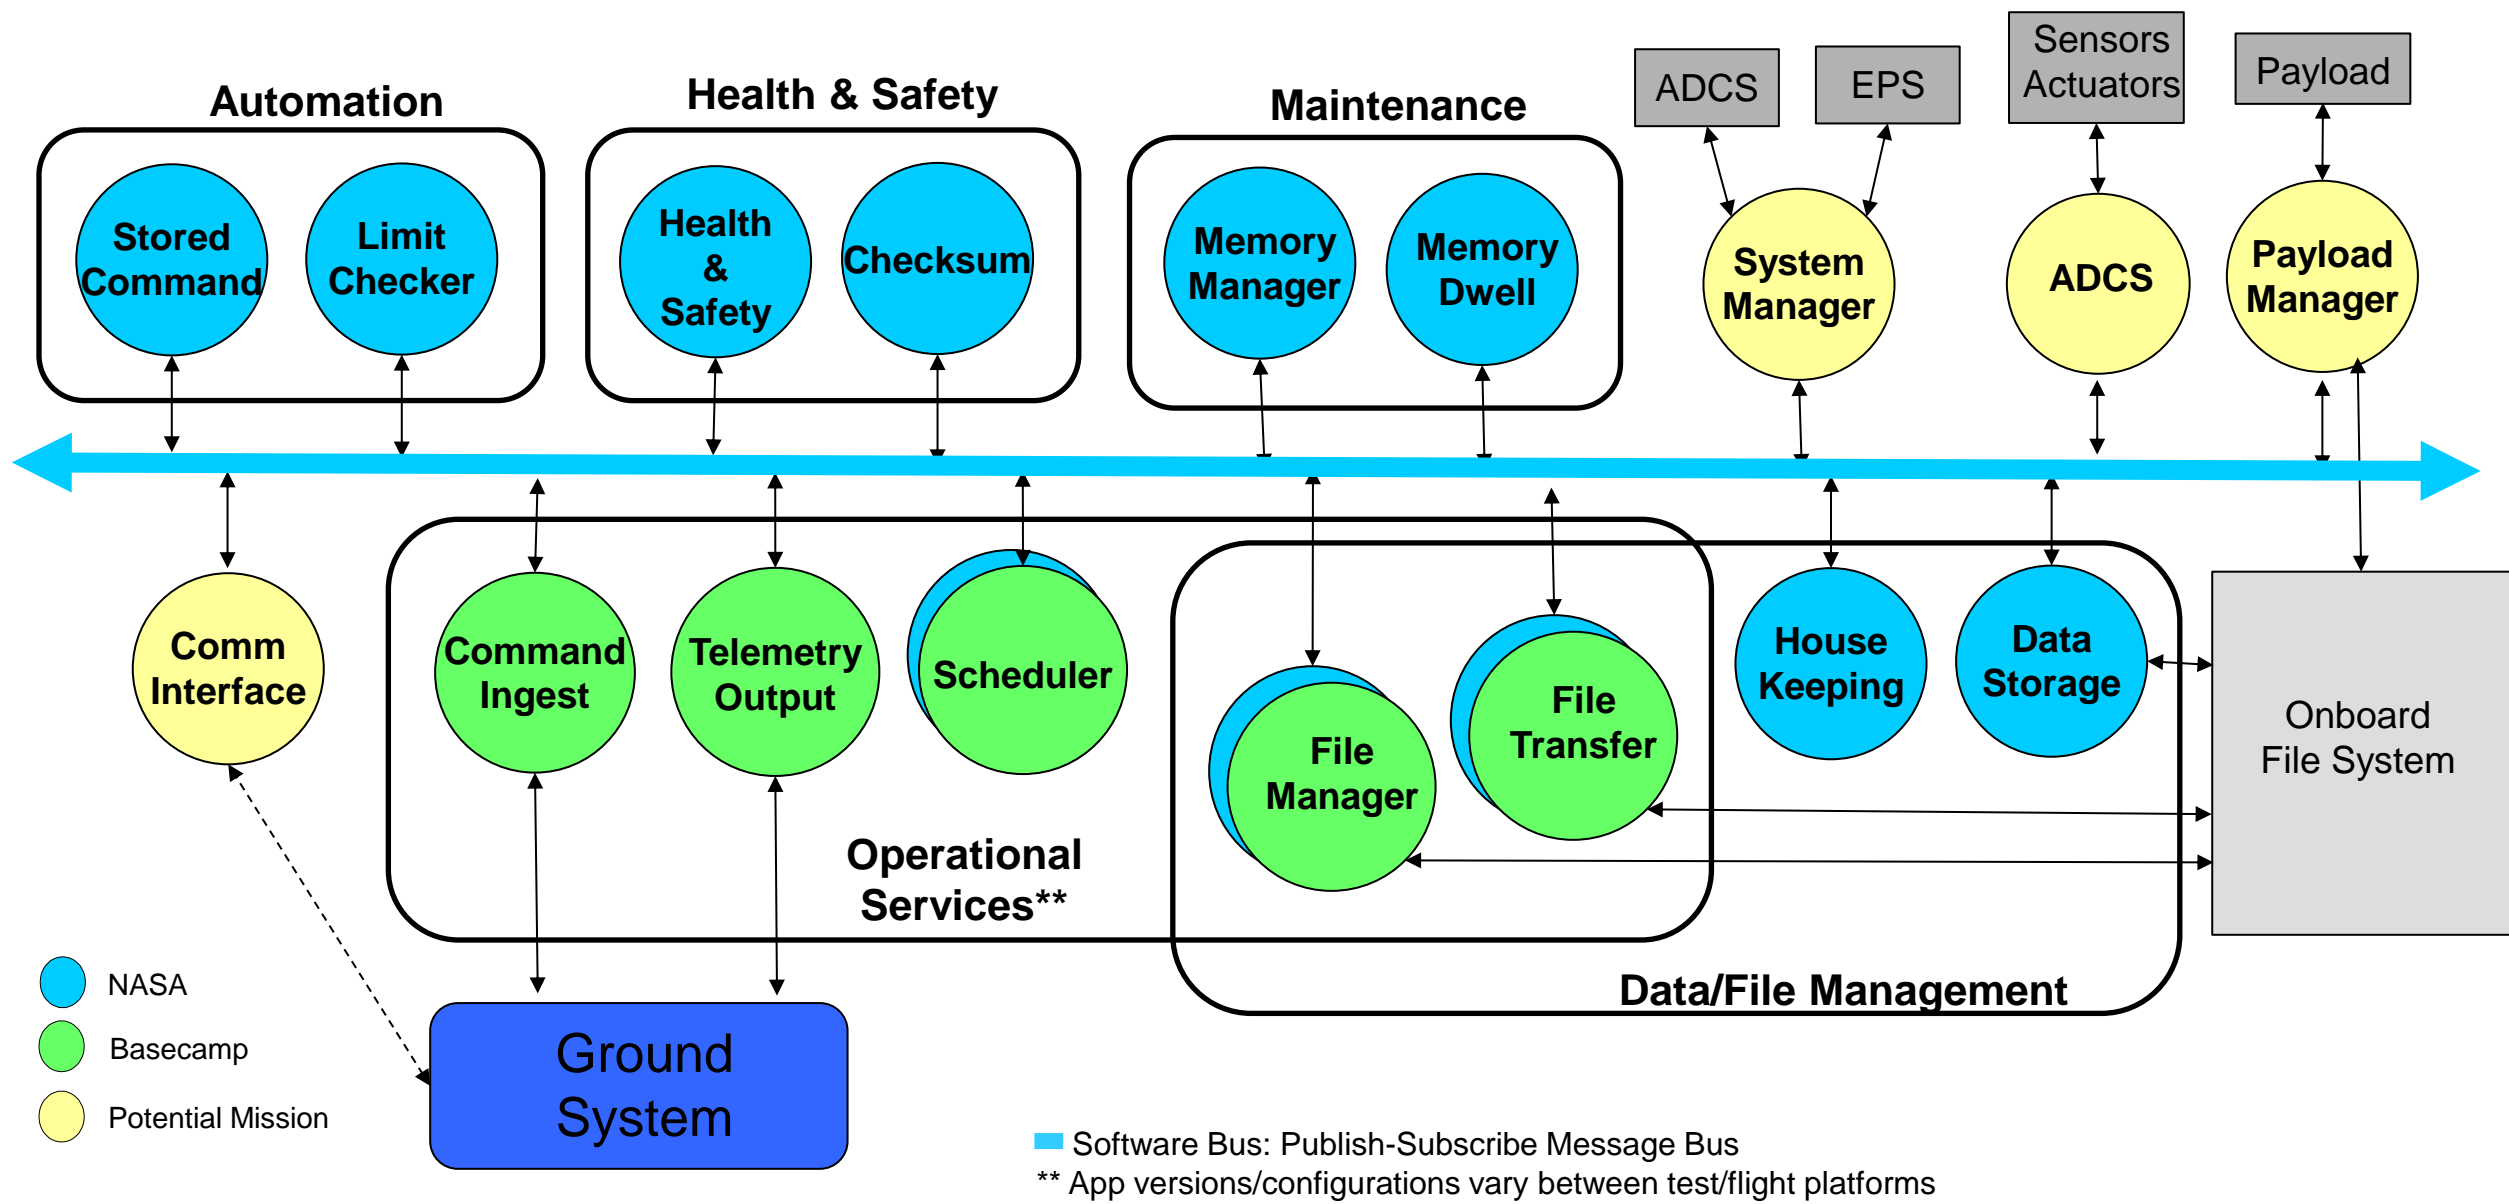 Automation
Health & Safety
Maintenance
ADCS
EPS
Sensors
Actuators
Payload
Stored
Command
Limit
Checker
Health
&
Safety
Checksum
Memory
Manager
Memory
Dwell
System
Manager
ADCS
Payload
Manager
Comm
Interface
Command
Ingest
Telemetry
Output
Scheduler
File
Manager
File
Transfer
House
Keeping
Data
Storage
Onboard
File System
Operational
Services**
Data/File Management
NASA
Basecamp
Potential Mission
Ground
System
Software Bus: Publish-Subscribe Message Bus
** App versions/configurations vary between test/flight platforms